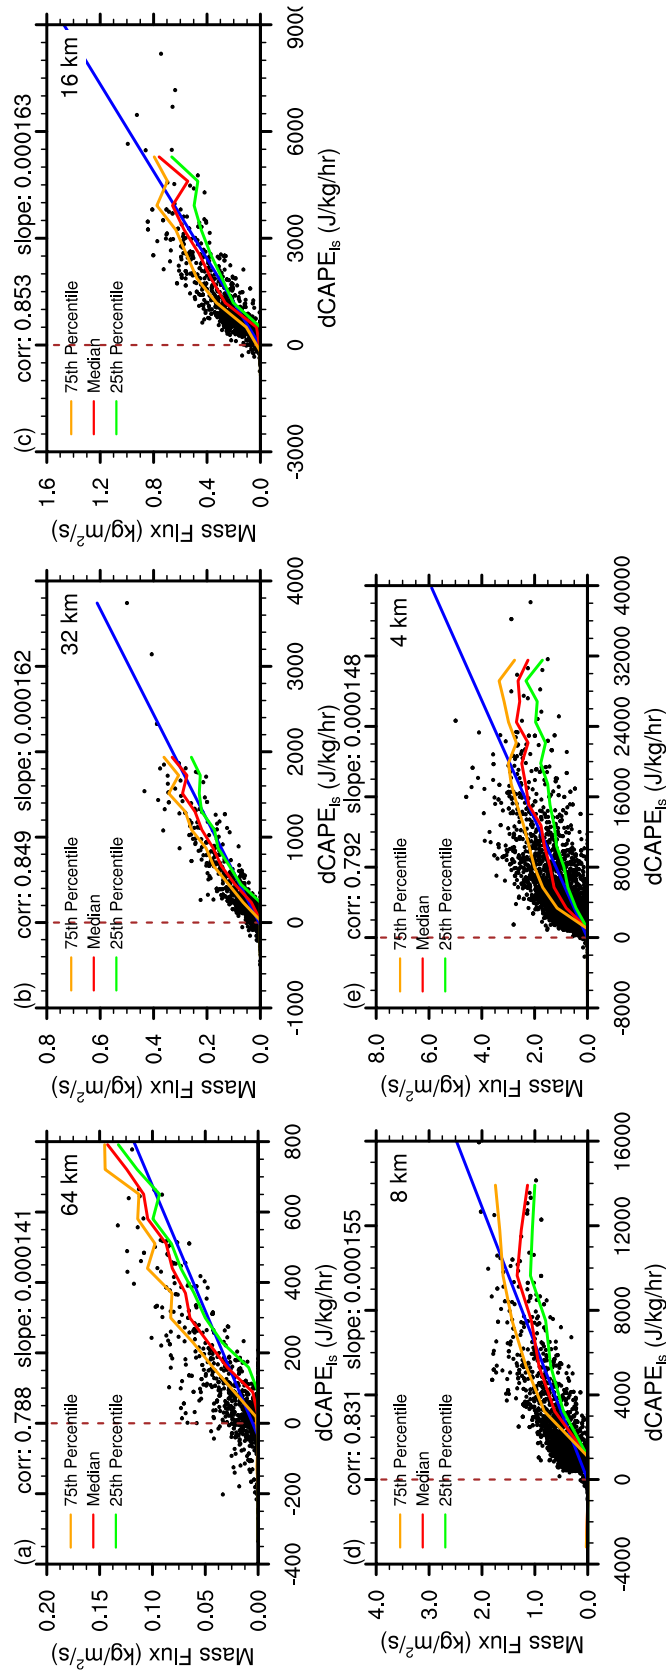 (a) corr: 0.788 slope: 0.000141
64 km
75th Percentile
Median
25th Percentile
0.20
0.15
0.10
0.05
0.00
Mass Flux (kg/m²/s)
-400 -200 0 200 400 600 800
dCAPEls (J/kg/hr)
(b) corr: 0.849 slope: 0.000162
32 km
75th Percentile
Median
25th Percentile
0.8
0.6
0.4
0.2
0.0
Mass Flux (kg/m²/s)
-1000 0 1000 2000 3000 4000
dCAPEls (J/kg/hr)
(c) corr: 0.853 slope: 0.000163
16 km
75th Percentile
Median
25th Percentile
1.6
1.2
0.8
0.4
0.0
Mass Flux (kg/m²/s)
-3000 0 3000 6000 9000
dCAPEls (J/kg/hr)
(d) corr: 0.831 slope: 0.000155
8 km
75th Percentile
Median
25th Percentile
4.0
3.0
2.0
1.0
0.0
Mass Flux (kg/m²/s)
-4000 0 4000 8000 12000 16000
dCAPEls (J/kg/hr)
(e) corr: 0.792 slope: 0.000148
4 km
75th Percentile
Median
25th Percentile
8.0
6.0
4.0
2.0
0.0
Mass Flux (kg/m²/s)
-8000 0 8000 16000 24000 32000 40000
dCAPEls (J/kg/hr)